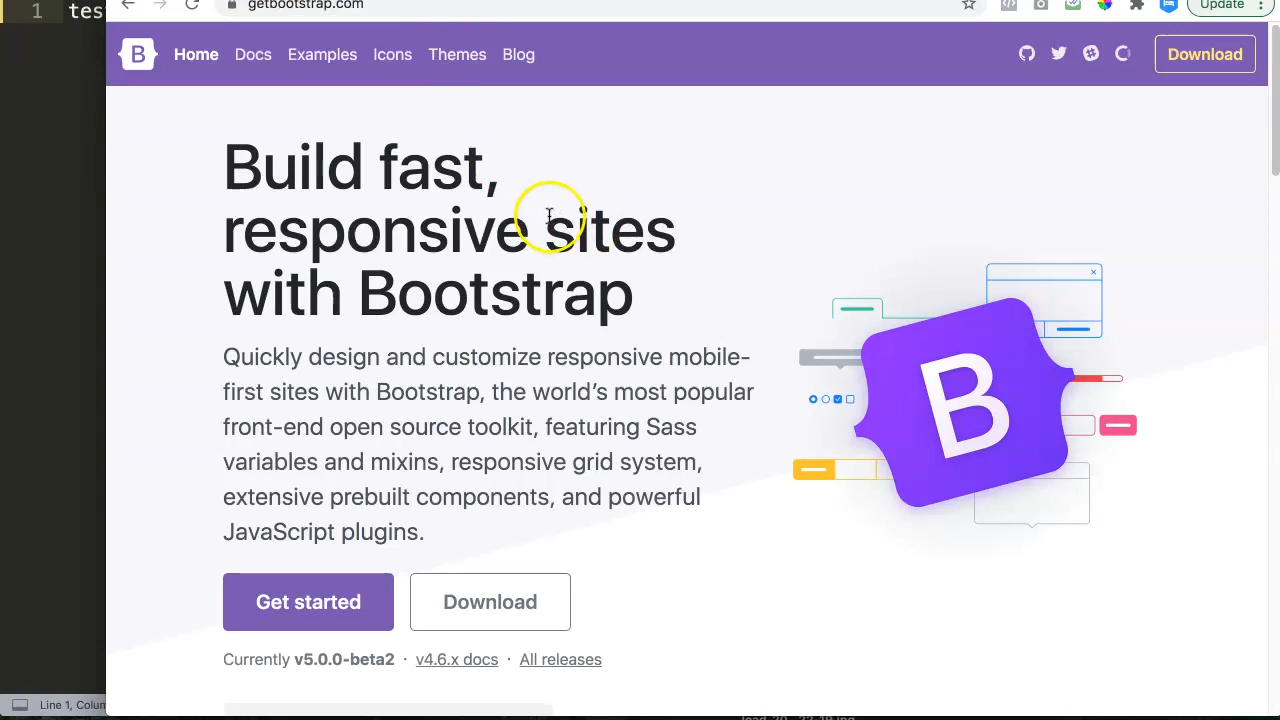 1 tes
getbootstrap.com
Update
B
Home Docs Examples Icons Themes Blog
Download
Build fast,
responsive sites
with Bootstrap
Quickly design and customize responsive mobile-
first sites with Bootstrap, the world’s most popular
front-end open source toolkit, featuring Sass
variables and mixins, responsive grid system,
extensive prebuilt components, and powerful
JavaScript plugins.
B
Get started
Download
Currently v5.0.0-beta2 · v4.6.x docs · All releases
Line 1, Colum